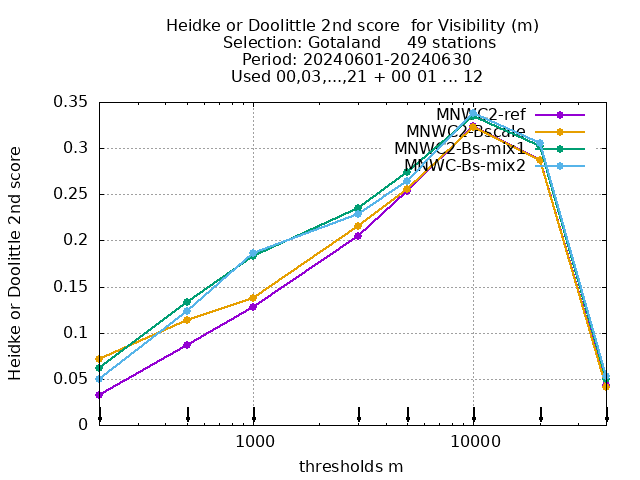 Heidke or Doolittle 2nd score  for Visibility (m)
Selection: Gotaland     49 stations
Period: 20240601-20240630
Used 00,03,...,21 + 00 01 ... 12
Heidke or Doolittle 2nd score
0.35
0.3
0.25
0.2
0.15
0.1
0.05
0
MNWC2-ref
MNWC2-Bscale
MNWC2-Bs-mix1
MNWC-Bs-mix2
1000
10000
thresholds m